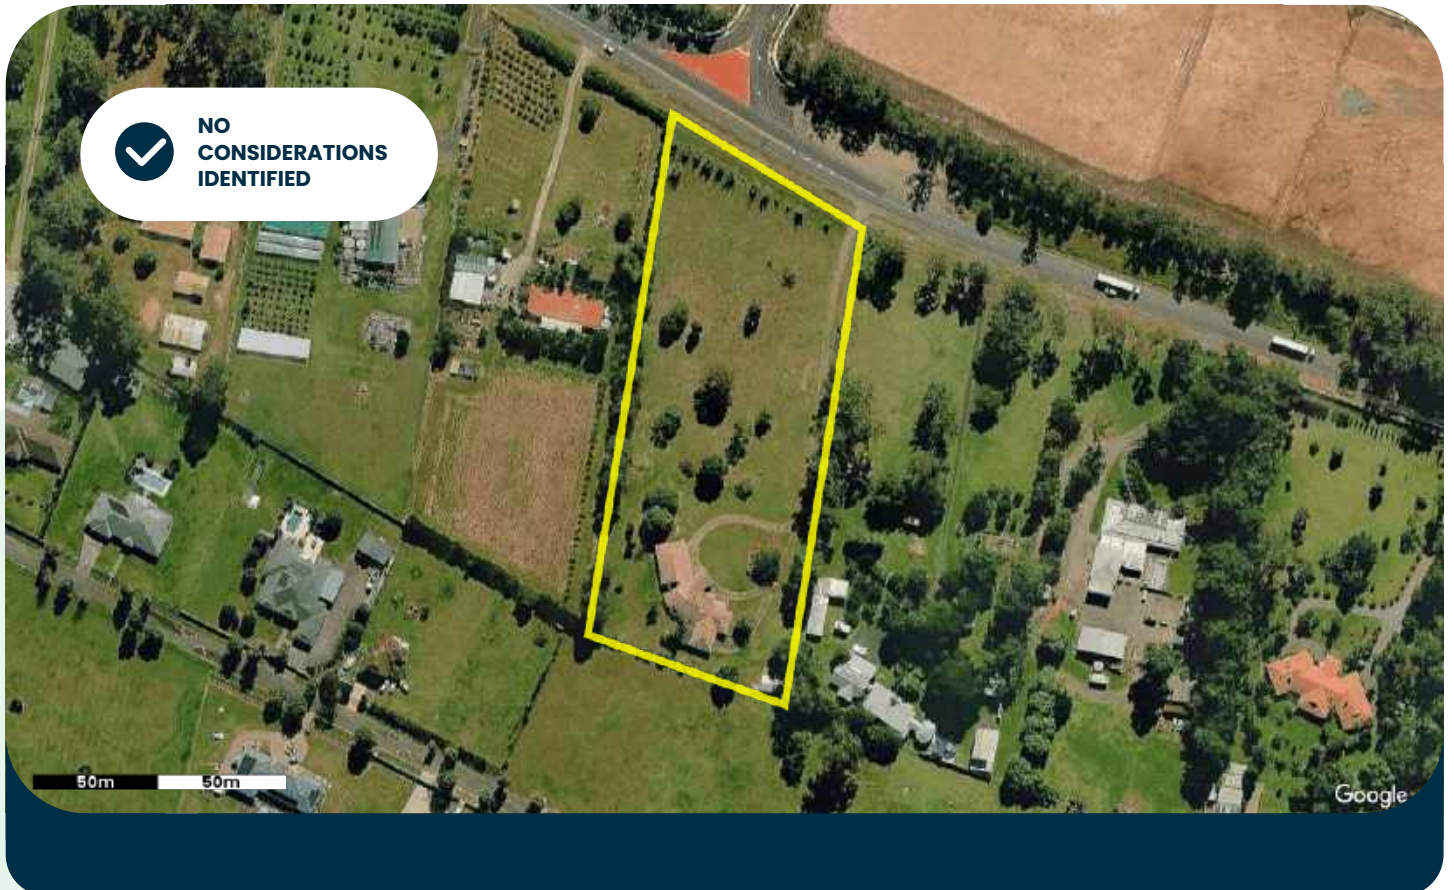 NO
CONSIDERATIONS
IDENTIFIED
50m 50m
Google